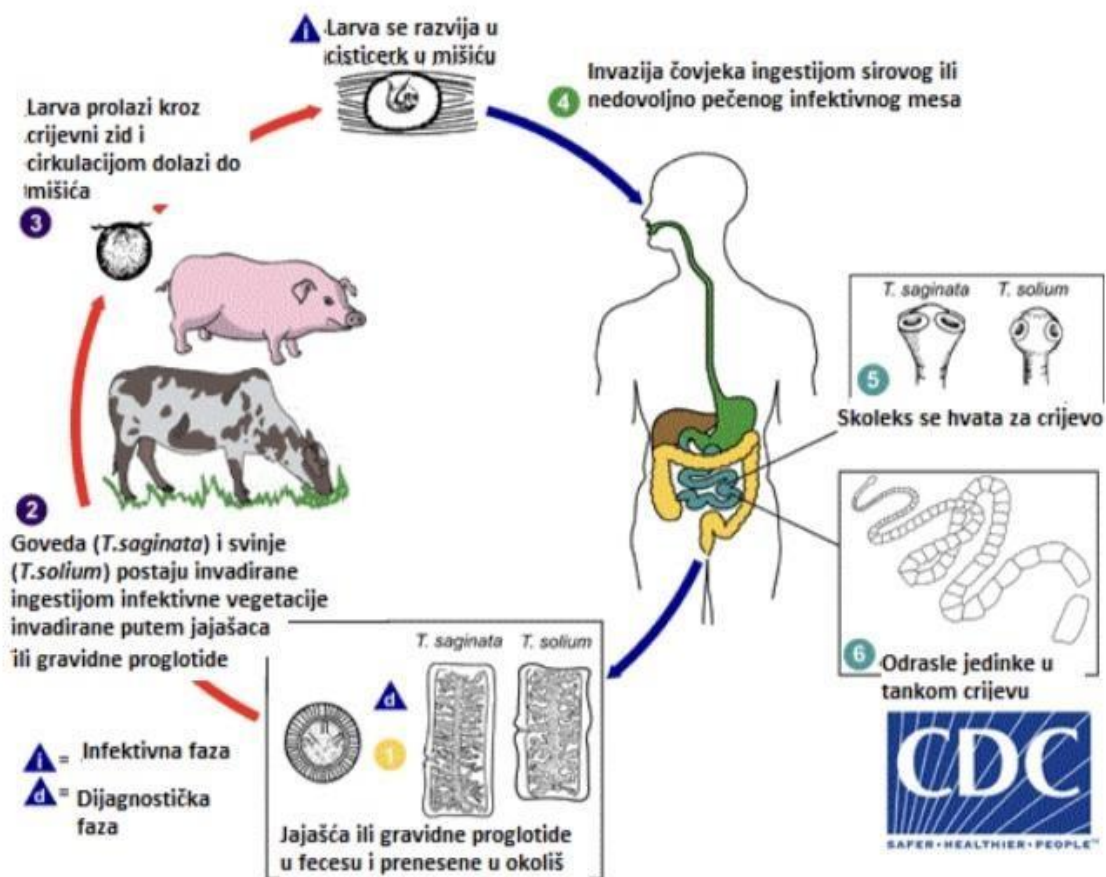 i
Larva se razvija u
cisticerk u mišiću
Invazija čovjeka ingestijom sirovog ili
4 nedovoljno pečenog infektivnog mesa
Larva prolazi kroz
crijevni zid i
cirkulacijom dolazi do
mišića
3
T. saginata T. solium
5
Skoleks se hvata za crijevo
2
Goveda (T.saginata) i svinje
(T.solium) postaju invadirane
ingestijom infektivne vegetacije
invadirane putem jajašaca
ili gravidne proglotide
T. saginata T. solium
d
1
Jajašća ili gravidne proglotide
u fecesu i prenesene u okoliš
6 Odrasle jedinke u
tankom crijevu
i = Infektivna faza
d = Dijagnostička
faza
CDC
SAFER·HEALTHIER·PEOPLE™